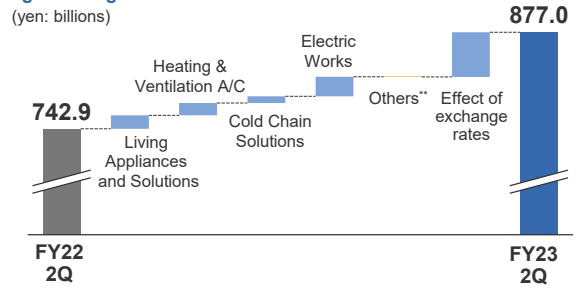 (yen: billions)
877.0
Electric
Works
Heating &
Ventilation A/C
742.9
Others**
Effect of
exchange
rates
Cold Chain
Solutions
Living
Appliances
and Solutions
FY22
2Q
FY23
2Q